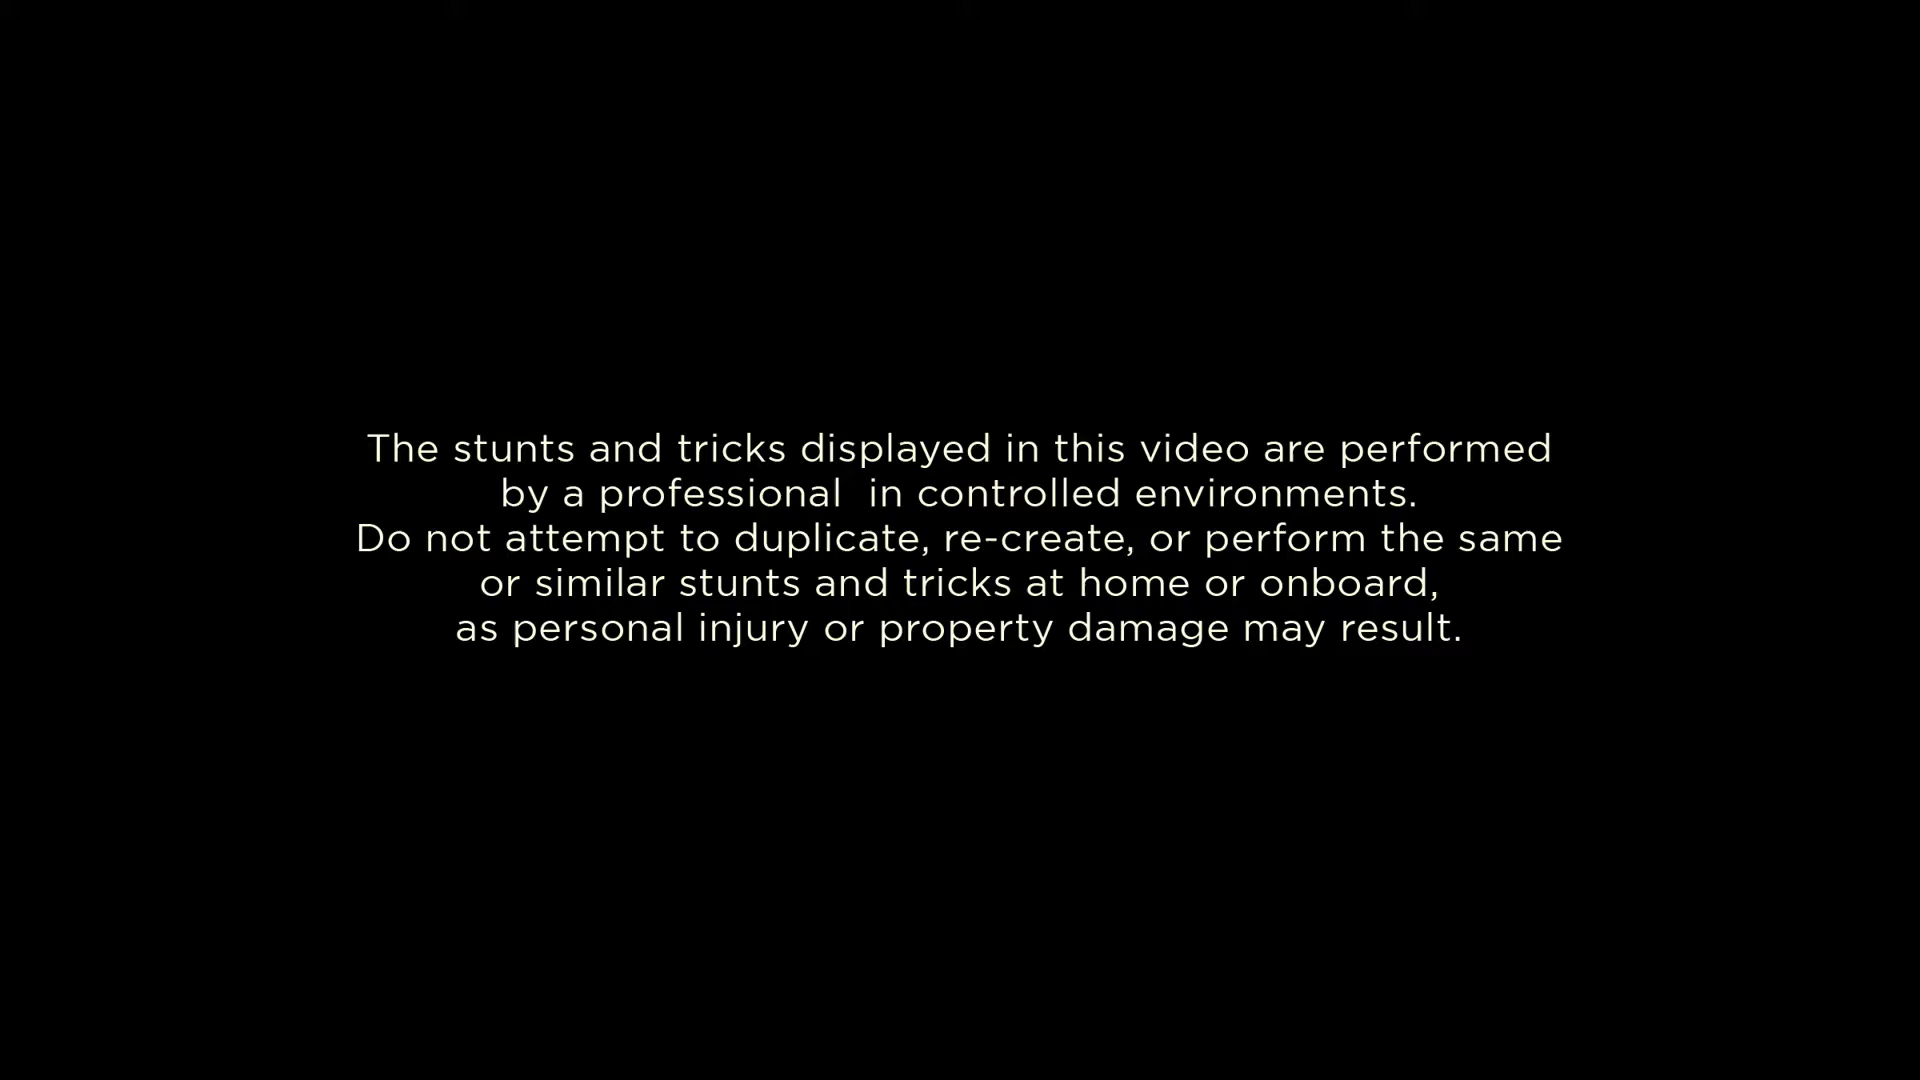 The stunts and tricks displayed in this video are performed
by a professional  in controlled environments.
Do not attempt to duplicate, re-create, or perform the same
or similar stunts and tricks at home or onboard,
as personal injury or property damage may result.